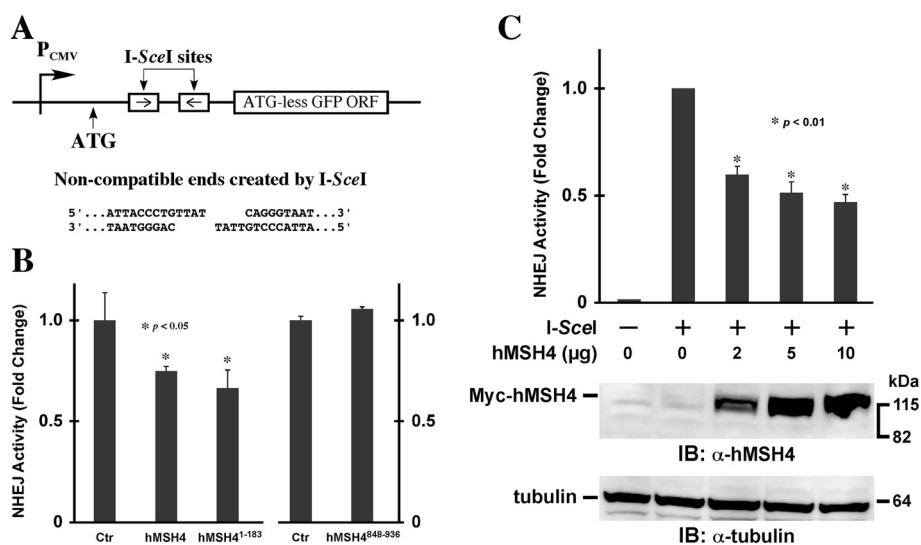 A
P CMV
I-SceI sites
ATG-less GFP ORF
ATG
Non-compatible ends created by I-SceI
5'...ATTACCCTGTTAT CAGGGTAAT...3'
3'...TAATGGGAC TATTGTCCCATTA...5'
B
NHEJ Activity (Fold Change)
1.0
0.5
0
* p < 0.05
*
*
1.0
0.5
0
Ctr hMSH4 hMSH4 1-183 Ctr hMSH4 848-936
C
NHEJ Activity (Fold Change)
1.0
0.5
0
* p < 0.01
* * *
I-SceI — + + + +
hMSH4 (µg) 0 0 2 5 10
Myc-hMSH4
kDa
115
82
IB: α-hMSH4
tubulin
64
IB: α-tubulin